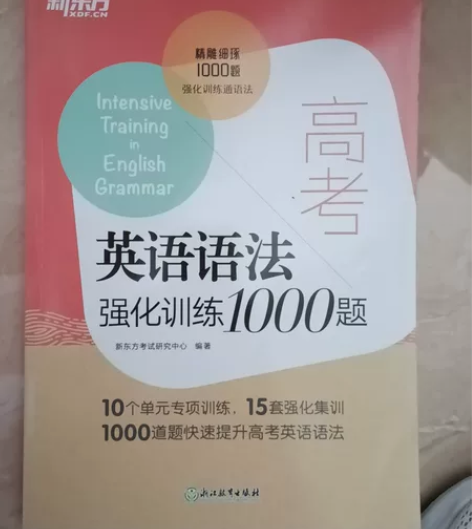 新东方
XDF.CN
精雕细琢
1000题
强化训练通语法
Intensive
Training
in
English
Grammar
高考
英语语法
强化训练1000题
新东方考试研究中心 编著
10个单元专项训练，15套强化集训
1000道题快速提升高考英语语法
浙江教育出版社